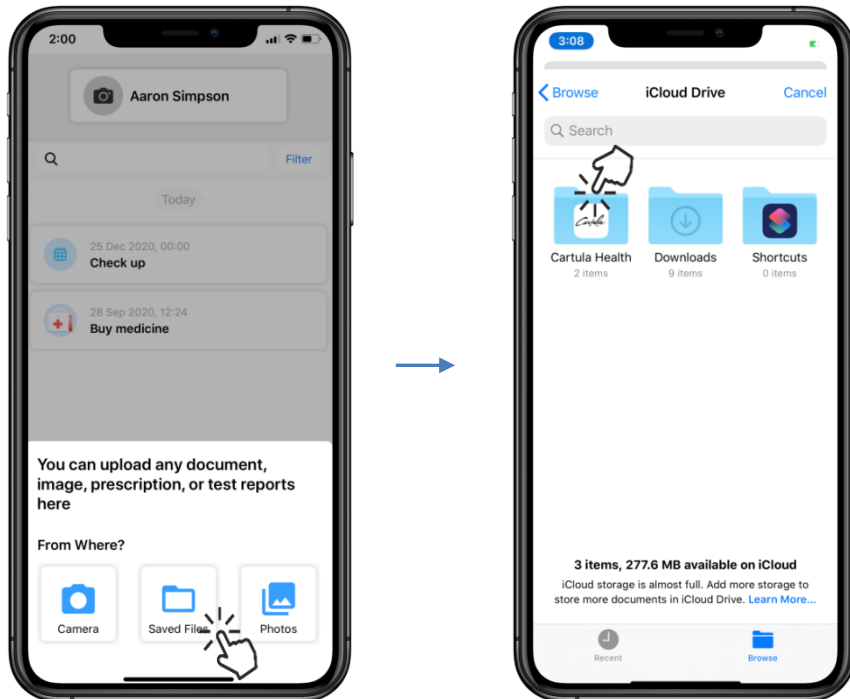 2:00
Aaron Simpson
Filter
Today
25 Dec 2020, 00:00
Check up
28 Sep 2020, 12:24
Buy medicine
You can upload any document,
image, prescription, or test reports
here
From Where?
Camera Saved Files Photos
3:08
Browse iCloud Drive Cancel
Search
Cartula
Cartula Health Downloads Shortcuts
2 items 9 items 0 items
3 items, 277.6 MB available on iCloud
iCloud storage is almost full. Add more storage to
store more documents in iCloud Drive. Learn More...
Recent Browse